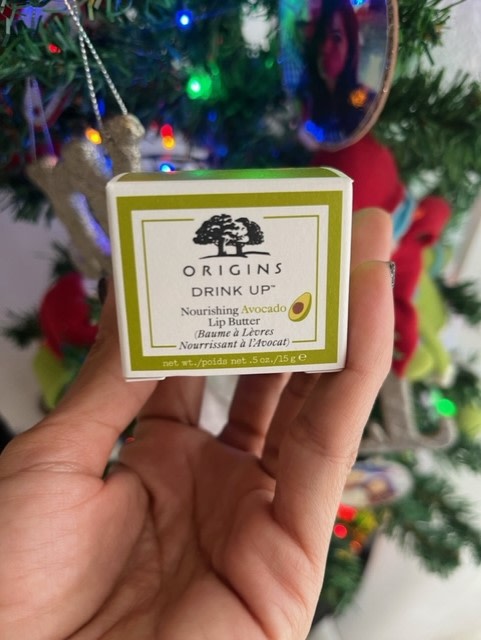 ORIGINS
DRINK UP™
Nourishing Avocado
Lip Butter
(Baume à Lèvres
Nourrissant à l'Avocat)
net wt./poids net .5 oz./15 g ℮